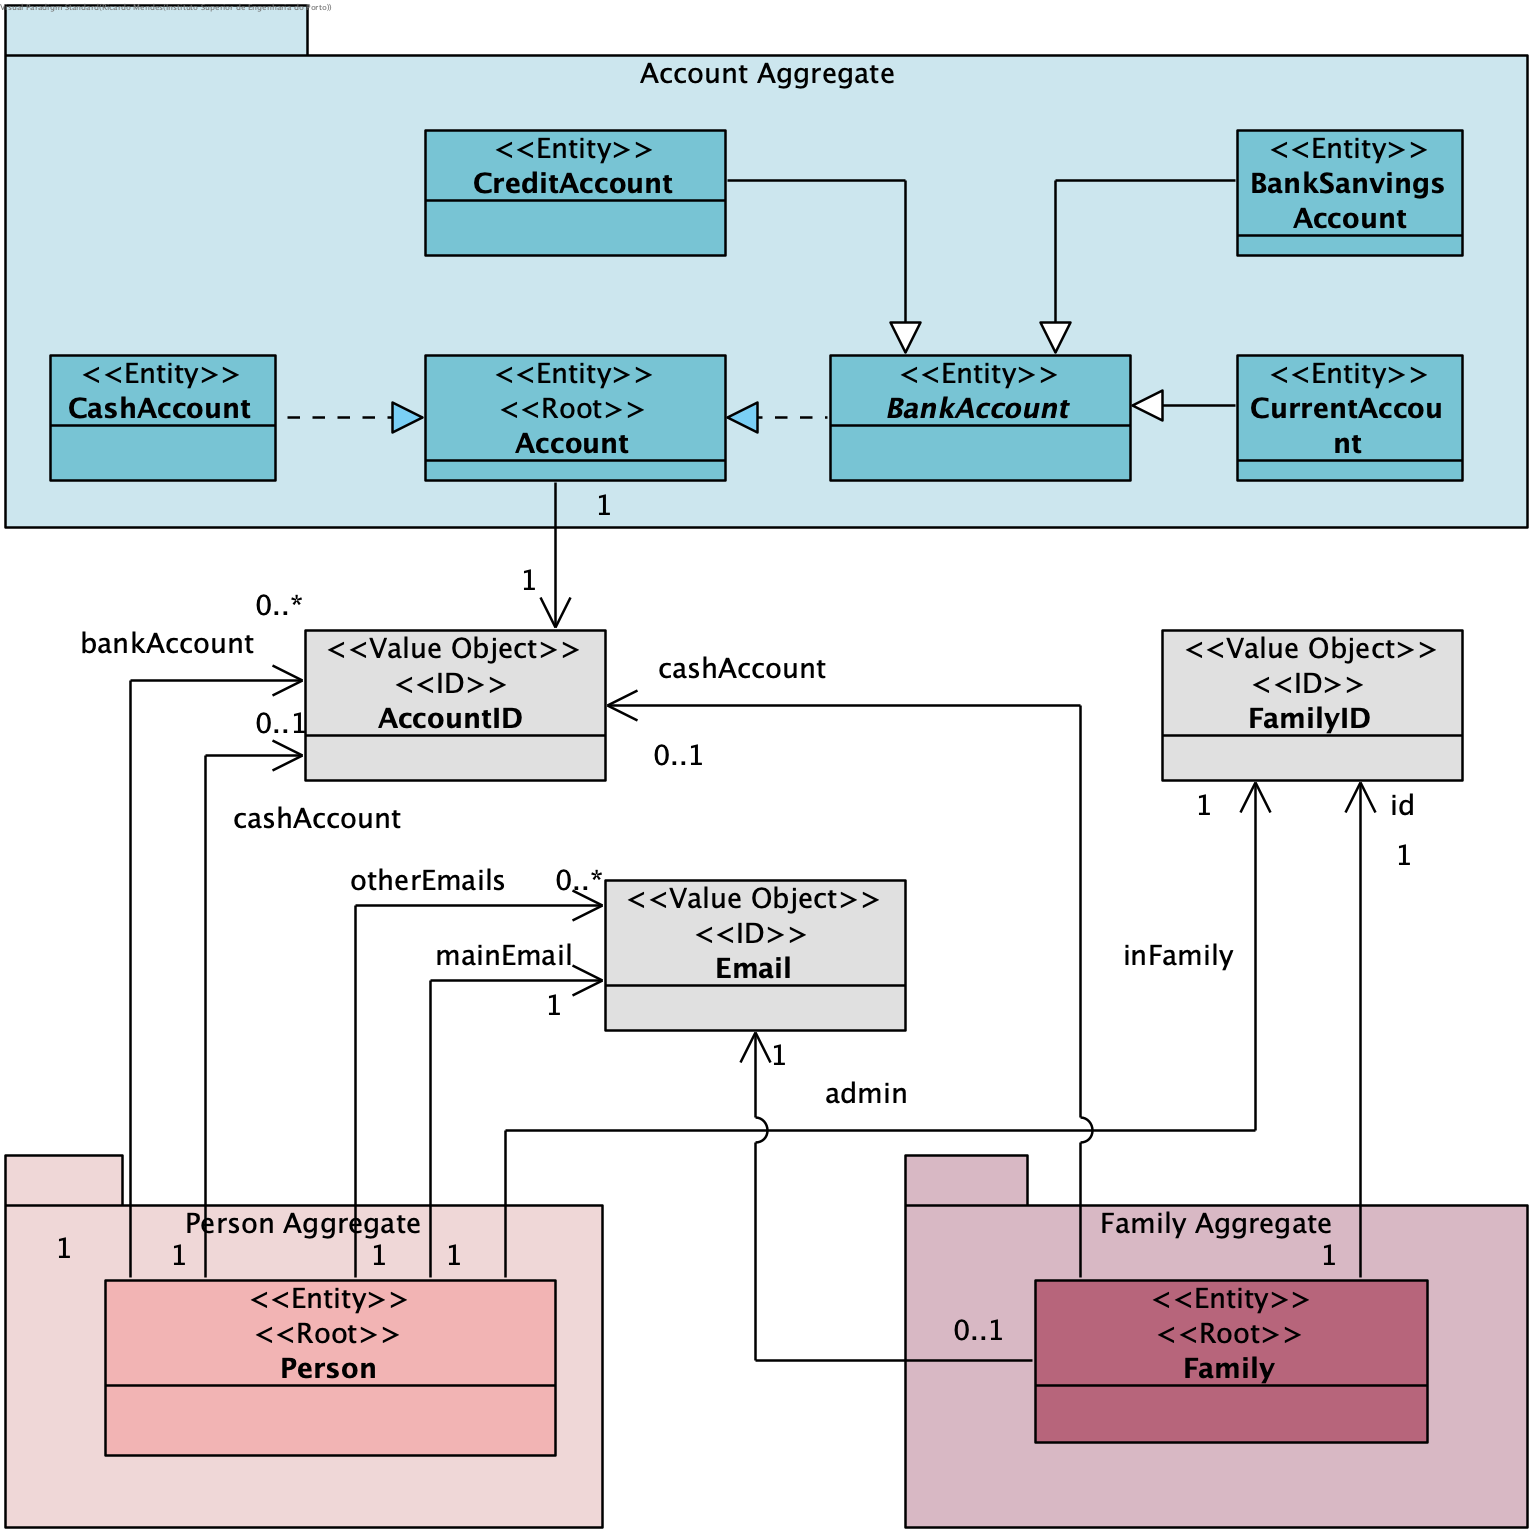 Visual Paradigm Standard(Ricardo Mendes(Instituto Superior de Engenharia do Porto))
Account Aggregate
<<Entity>>
CreditAccount
<<Entity>>
BankSanvings
Account
<<Entity>>
CashAccount
<<Entity>>
<<Root>>
Account
<<Entity>>
BankAccount
<<Entity>>
CurrentAccou
nt
1
1
0..*
bankAccount
<<Value Object>>
<<ID>>
AccountID
cashAccount
0..1
0..1
cashAccount
<<Value Object>>
<<ID>>
FamilyID
1
id
1
otherEmails
0..*
mainEmail
1
<<Value Object>>
<<ID>>
Email
inFamily
1
admin
Person Aggregate
1
1
1
1
<<Entity>>
<<Root>>
Person
Family Aggregate
1
0..1
<<Entity>>
<<Root>>
Family